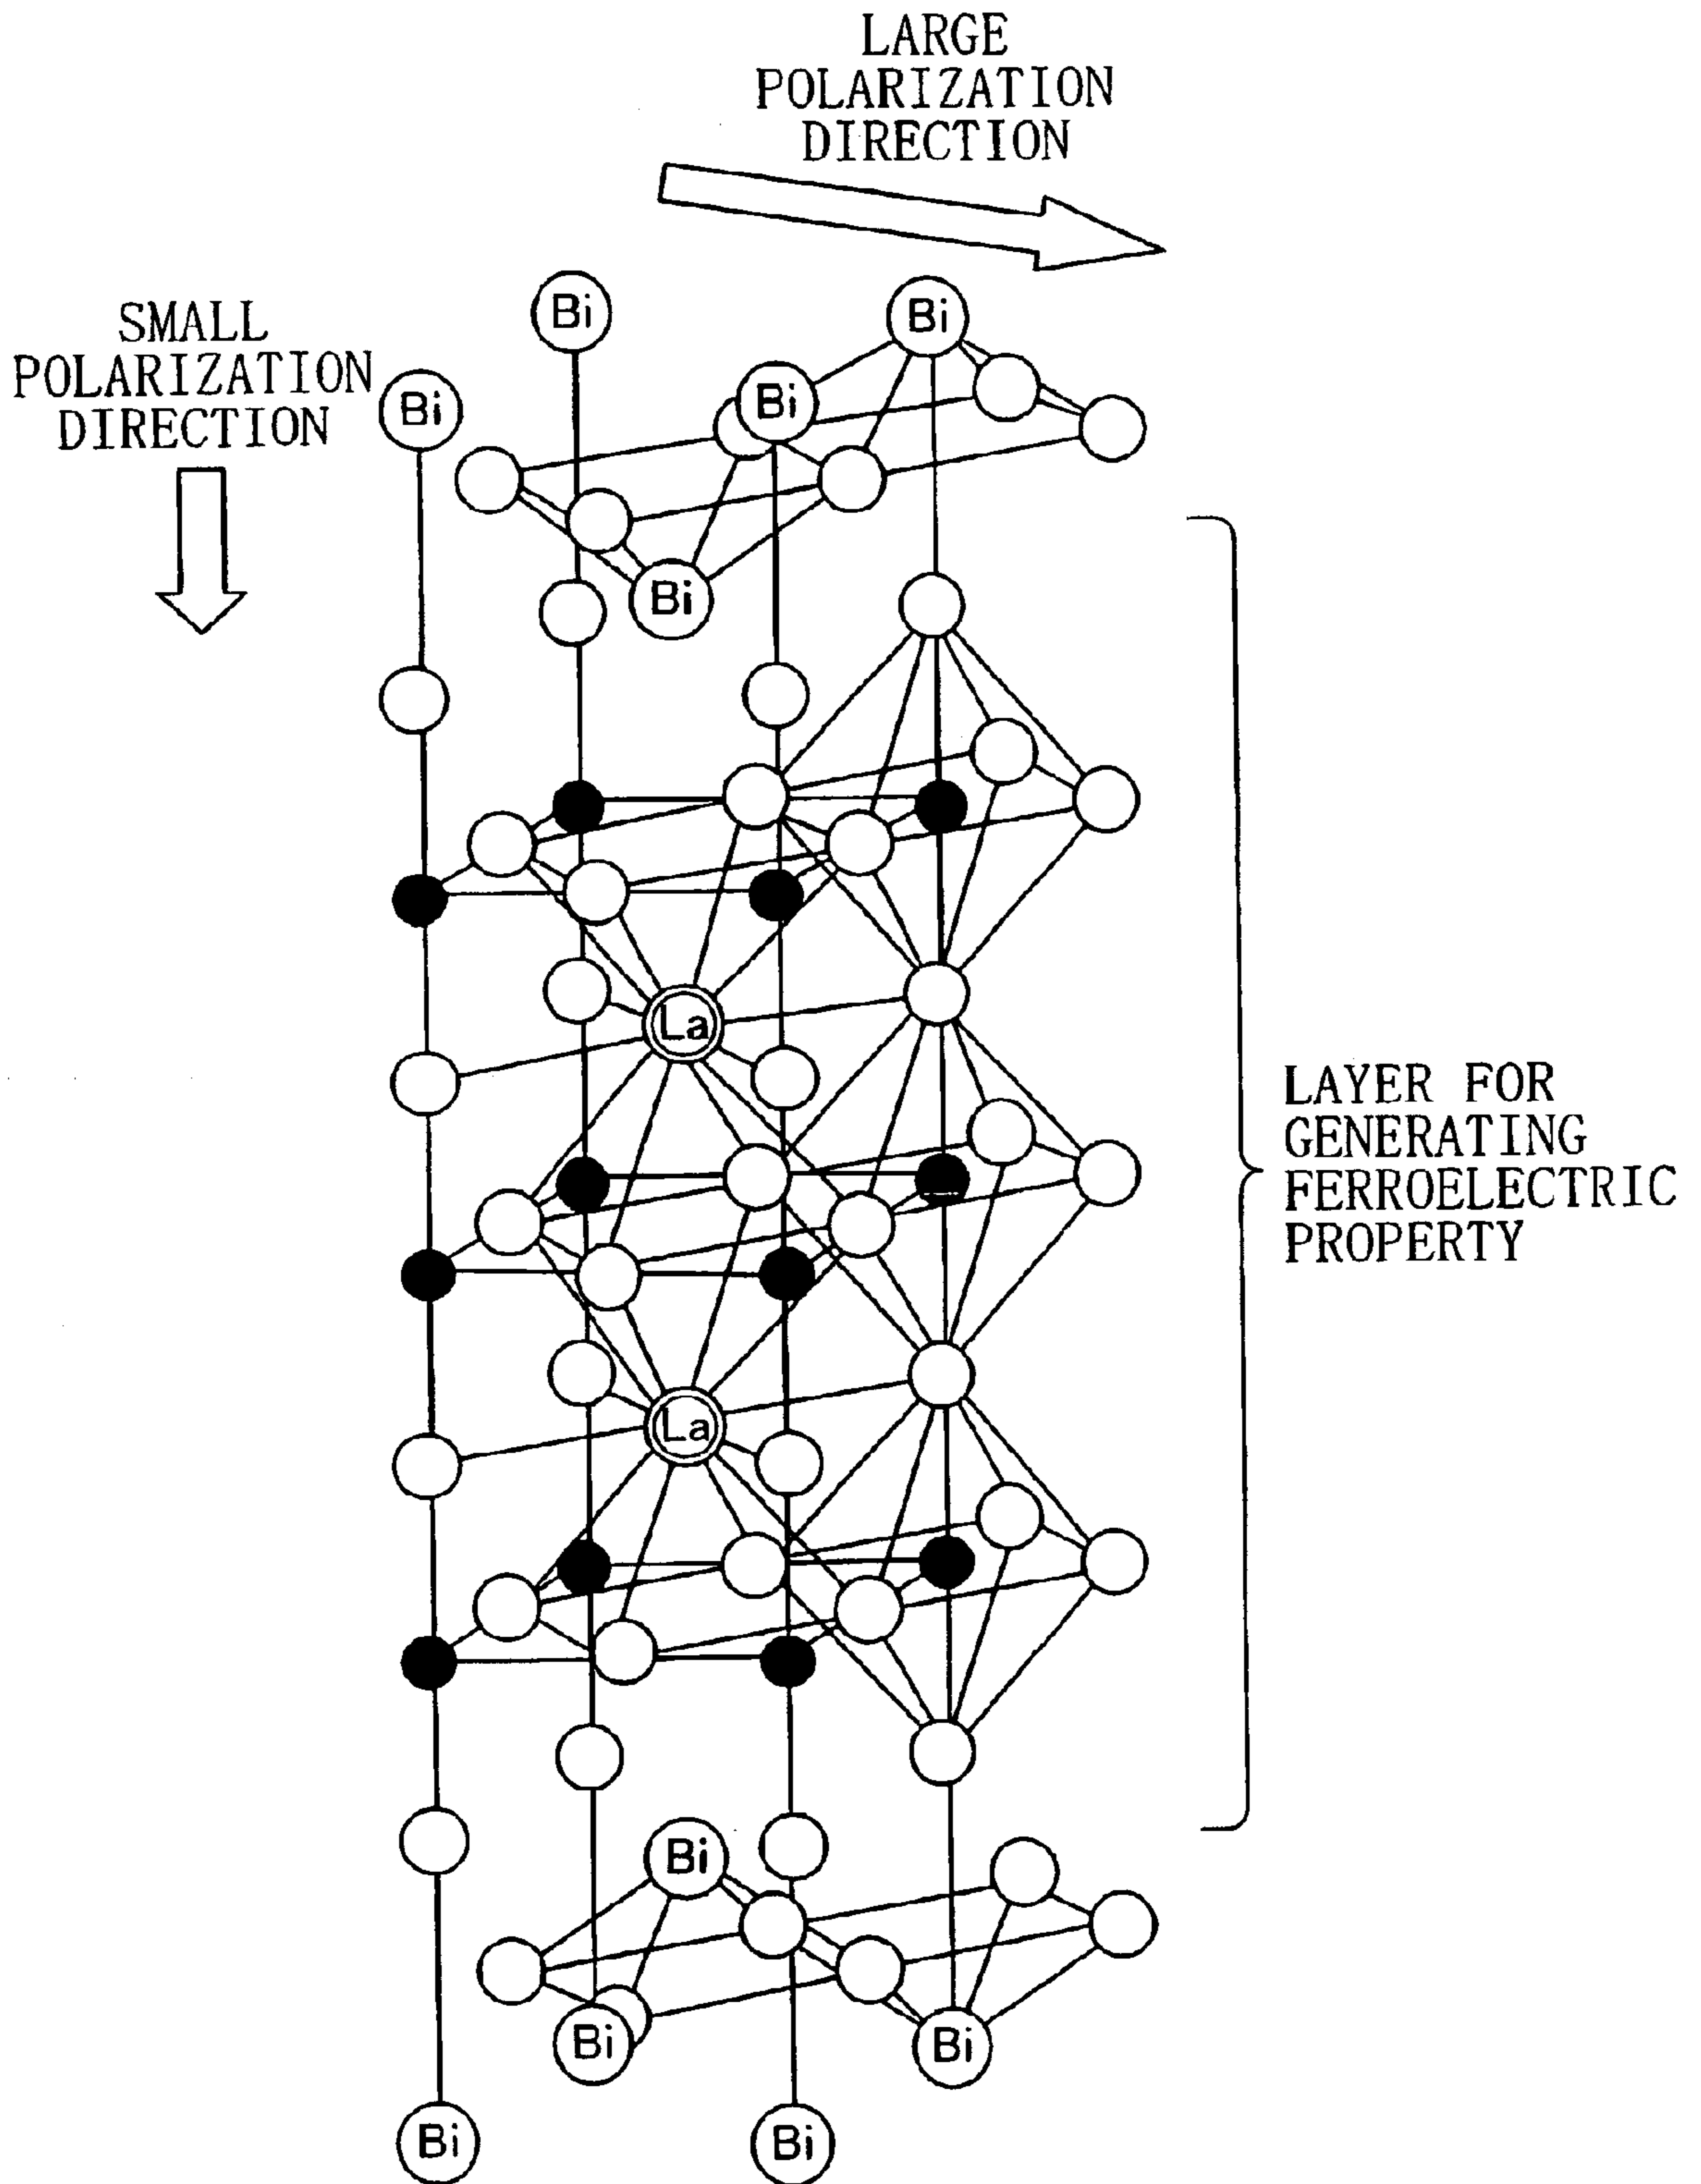 LARGE
POLARIZATION
DIRECTION
SMALL
POLARIZATION
DIRECTION
Bi
Bi
Bi
Bi
Bi
La
LAYER FOR
GENERATING
FERROELECTRIC
PROPERTY
La
Bi
Bi
Bi
Bi
Bi